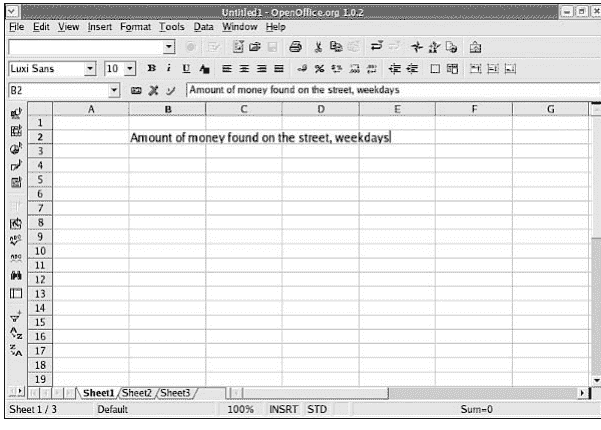 Untitled1 - OpenOffice.org 1.0.2
File Edit View Insert Format Tools Data Window Help
Luxi Sans 10 B i U A
B2 Amount of money found on the street, weekdays
A B C D E F G
1
2 Amount of money found on the street, weekdays
3
4
5
6
7
8
9
10
11
12
13
14
15
16
17
18
19
Sheet1 Sheet2 Sheet3
Sheet 1 / 3 Default 100% INSRT STD Sum=0